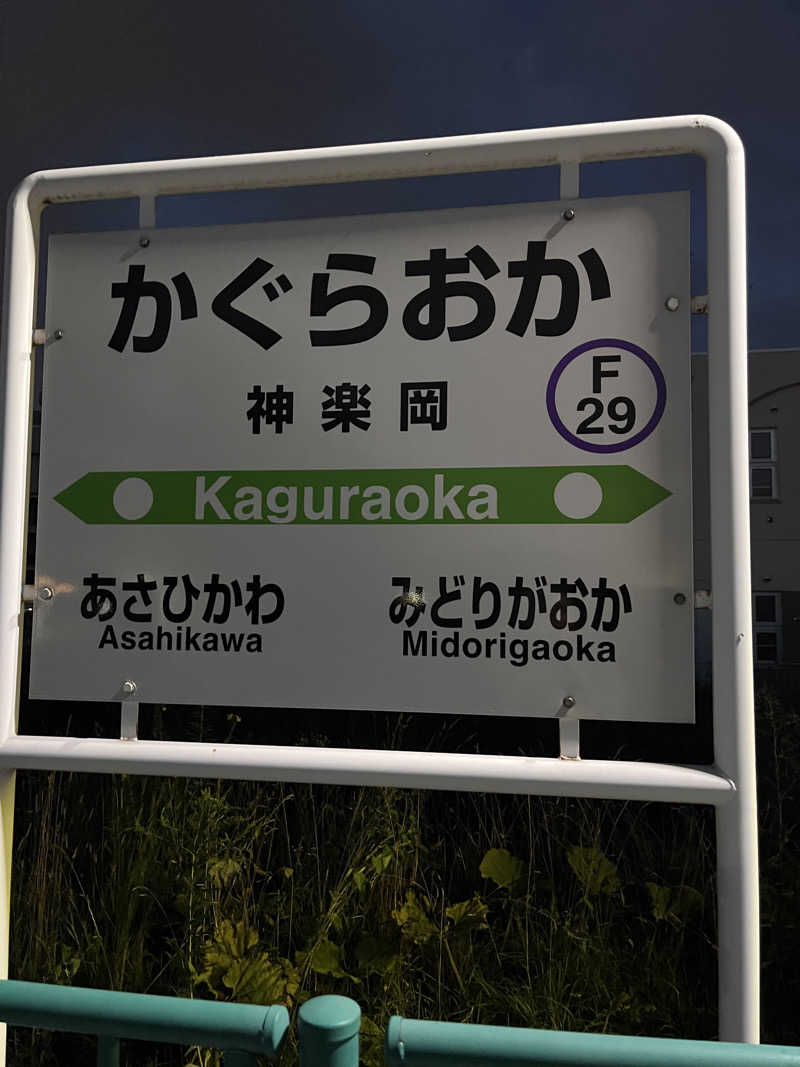 かぐらおか
神楽岡
F
29
Kaguraoka
あさひかわ みどりがおか
Asahikawa Midorigaoka